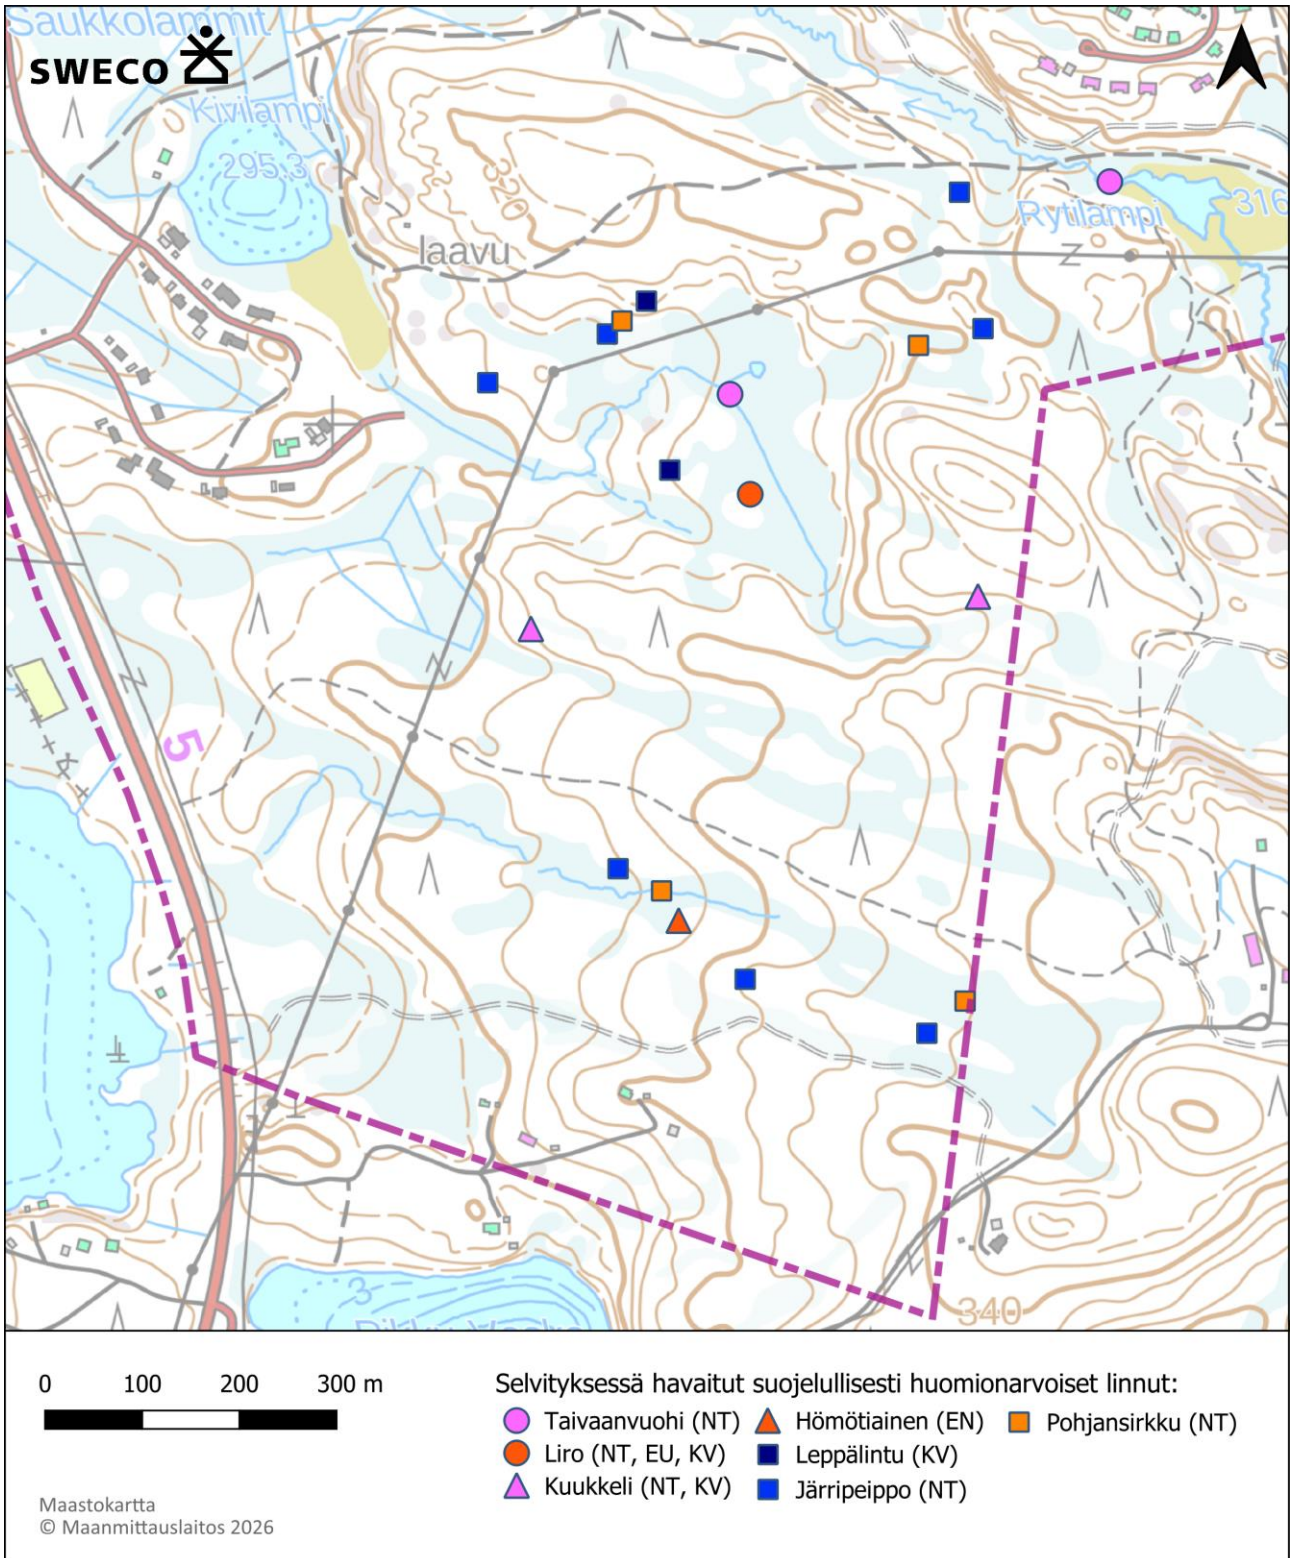 Saukkolammit
SWECO
Kivilampi
295.3
320
laavu
Rytilampi
316
5
340
3
0 100 200 300 m
Selvityksessä havaitut suojelullisesti huomionarvoiset linnut:
Taivaanvuohi (NT) Hömötiainen (EN) Pohjansirkku (NT)
Liro (NT, EU, KV) Leppälintu (KV)
Kuukkeli (NT, KV) Järripeippo (NT)
Maastokartta
© Maanmittauslaitos 2026